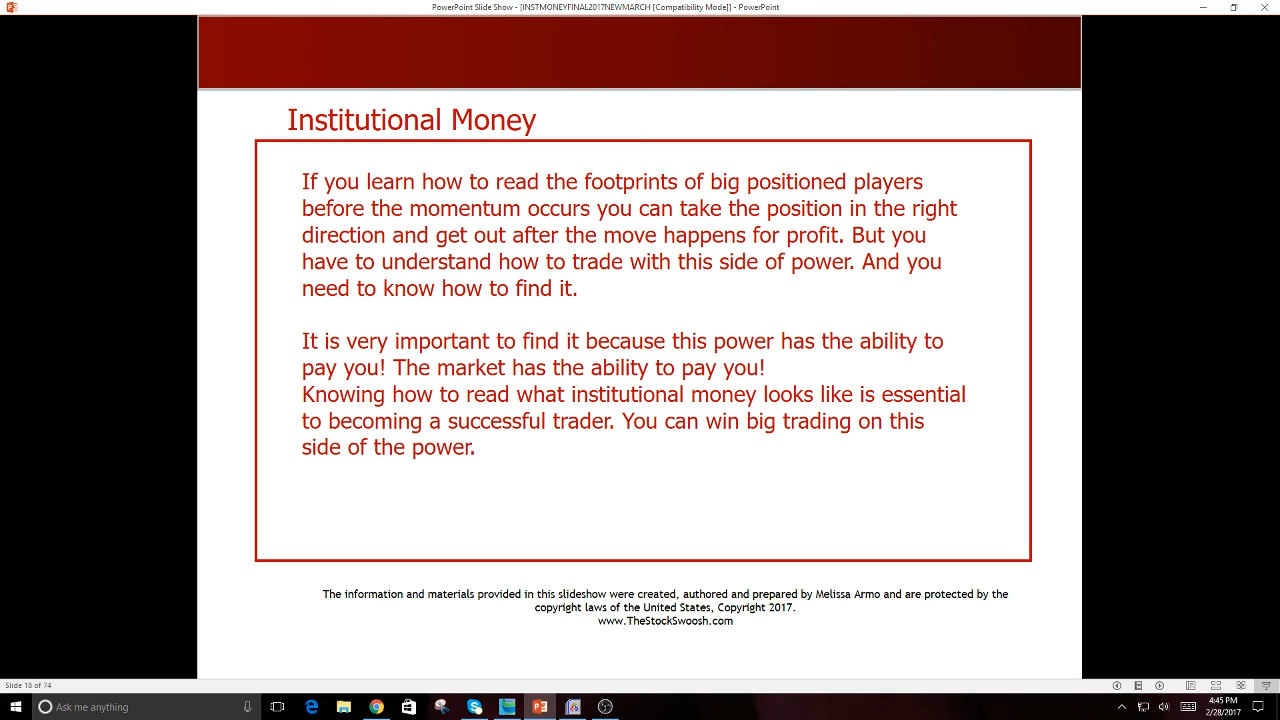 PowerPoint Slide Show - [INSTMONEYFINAL2017NEWMARCH [Compatibility Mode]] - PowerPoint
Institutional Money
If you learn how to read the footprints of big positioned players
before the momentum occurs you can take the position in the right
direction and get out after the move happens for profit. But you
have to understand how to trade with this side of power. And you
need to know how to find it.
It is very important to find it because this power has the ability to
pay you! The market has the ability to pay you!
Knowing how to read what institutional money looks like is essential
to becoming a successful trader. You can win big trading on this
side of the power.
The information and materials provided in this slideshow were created, authored and prepared by Melissa Armo and are protected by the
copyright laws of the United States, Copyright 2017.
www.TheStockSwoosh.com
Slide 18 of 74
Ask me anything
4:45 PM
2/28/2017